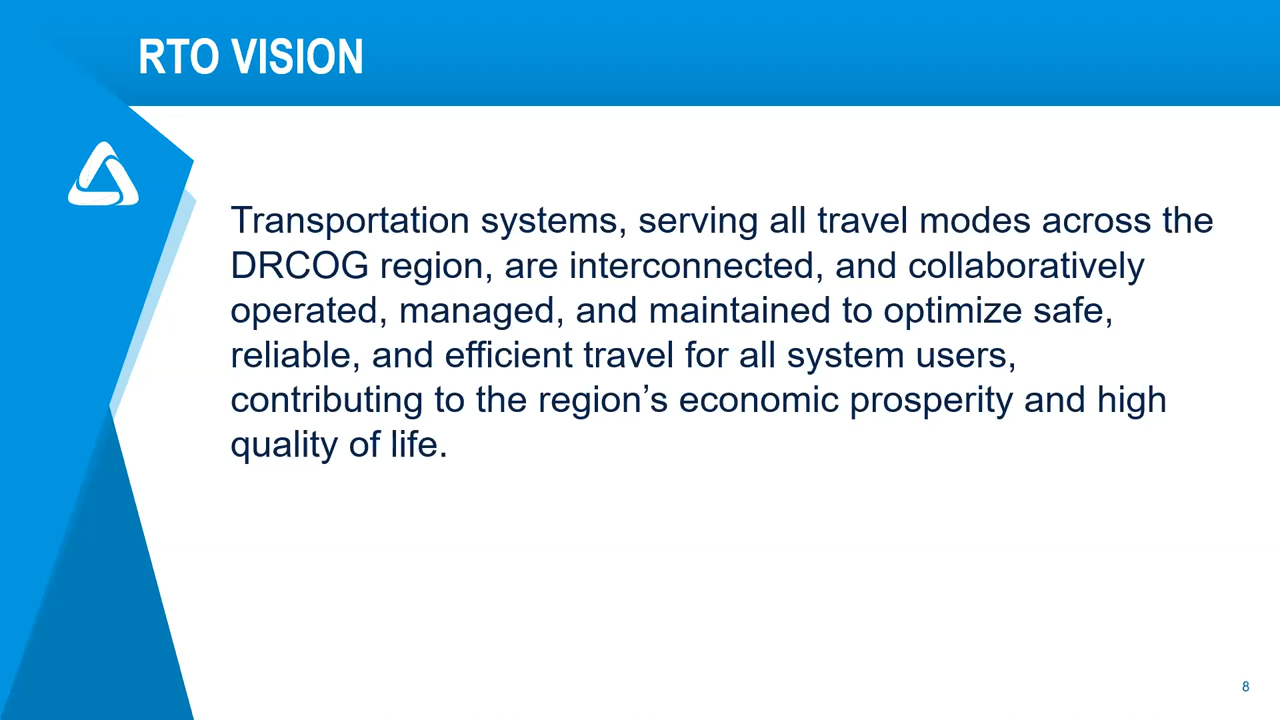 RTO VISION
Transportation systems, serving all travel modes across the
DRCOG region, are interconnected, and collaboratively
operated, managed, and maintained to optimize safe,
reliable, and efficient travel for all system users,
contributing to the region’s economic prosperity and high
quality of life.
8